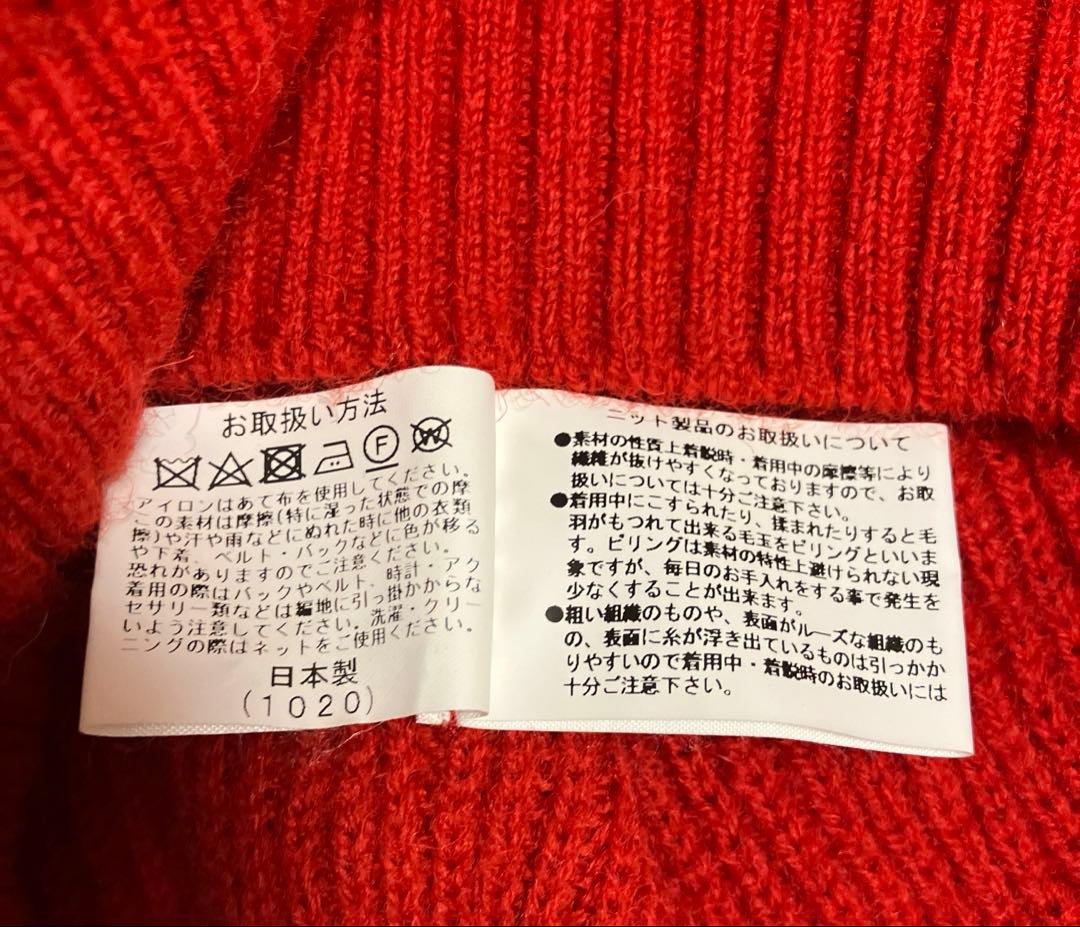 お取扱い方法
F
W
アイロンはあて布を使用してください。
この素材は摩擦(特に湿った状態での摩
擦)や汗や雨などにぬれた時に他の衣類
や下着、ベルト・バックなどに色が移る
恐れがありますのでご注意ください。
着用の際はバックやベルト、時計・アク
セサリー類などは編地に引っ掛かからな
いよう注意してください。洗濯・クリー
ニングの際はネットをご使用ください。
日本製
(1020)
ニット製品のお取扱いについて
●素材の性質上着脱時・着用中の摩擦等により
繊維が抜けやすくなっておりますので、お取
扱いについては十分ご注意下さい。
●着用中にこすられたり、揉まれたりすると毛
羽がもつれて出来る毛玉をピリングといいま
す。ピリングは素材の特性上避けられない現
象ですが、毎日のお手入れをする事で発生を
少なくすることが出来ます。
●粗い組織のものや、表面がルーズな組織のも
の、表面に糸が浮き出ているものは引っかか
りやすいので着用中・着脱時のお取扱いには
十分ご注意下さい。